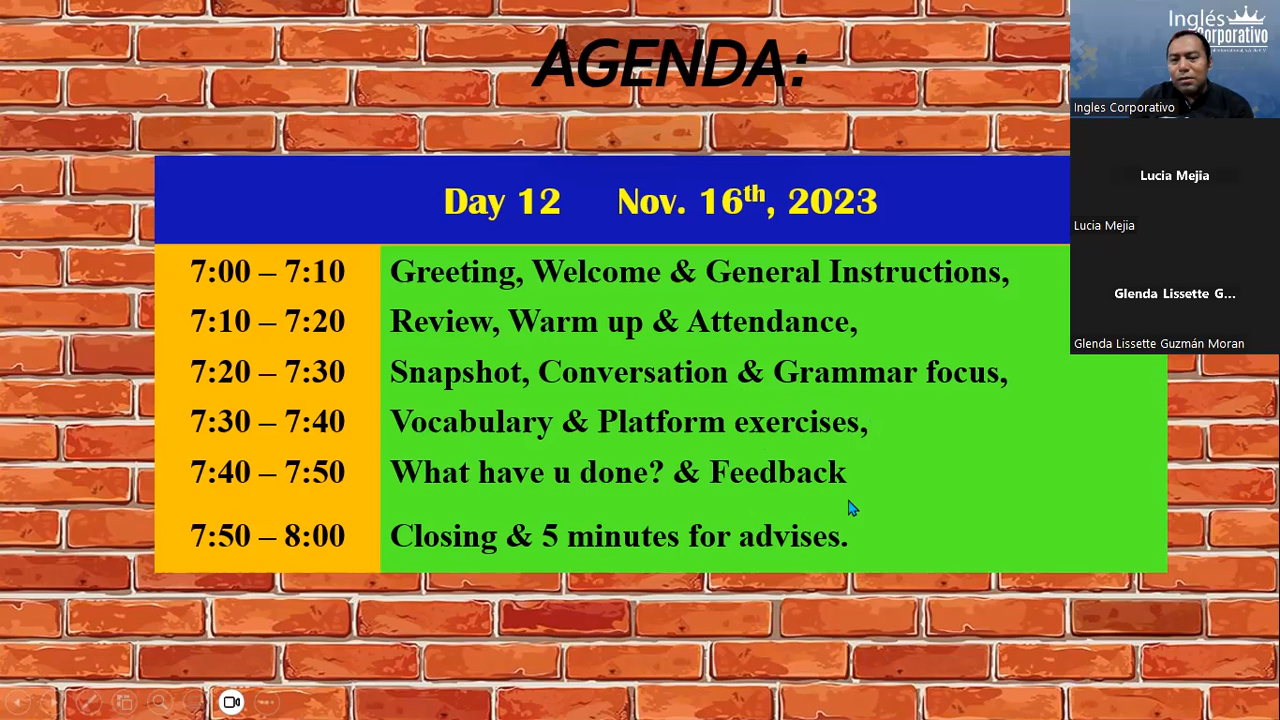 AGENDA:
Day 12 Nov. 16th, 2023
7:00 – 7:10 Greeting, Welcome & General Instructions,
7:10 – 7:20 Review, Warm up & Attendance,
7:20 – 7:30 Snapshot, Conversation & Grammar focus,
7:30 – 7:40 Vocabulary & Platform exercises,
7:40 – 7:50 What have u done? & Feedback
7:50 – 8:00 Closing & 5 minutes for advises.
Inglés
Corporativo
Ingles Corporativo
Lucia Mejia
Lucia Mejia
Glenda Lissette G...
Glenda Lissette Guzmán Moran